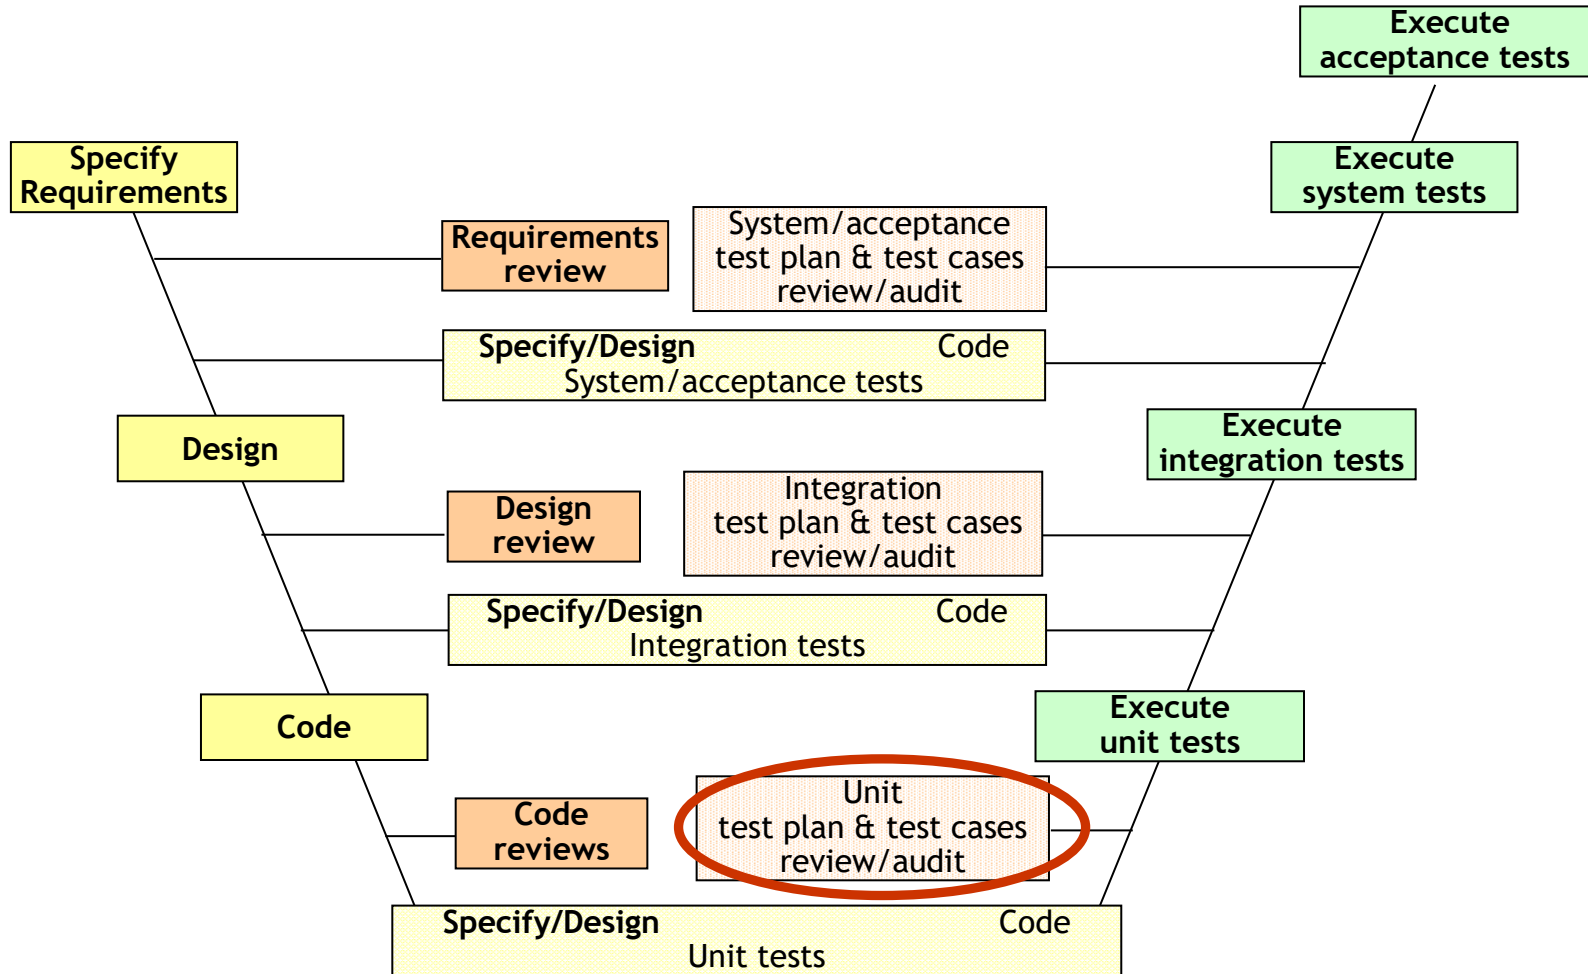 Execute
acceptance tests
Specify
Requirements
Execute
system tests
Requirements
review
System/acceptance
test plan & test cases
review/audit
Specify/Design Code
System/acceptance tests
Design
Execute
integration tests
Design
review
Integration
test plan & test cases
review/audit
Specify/Design Code
Integration tests
Code
Execute
unit tests
Code
reviews
Unit
test plan & test cases
review/audit
Specify/Design Code
Unit tests